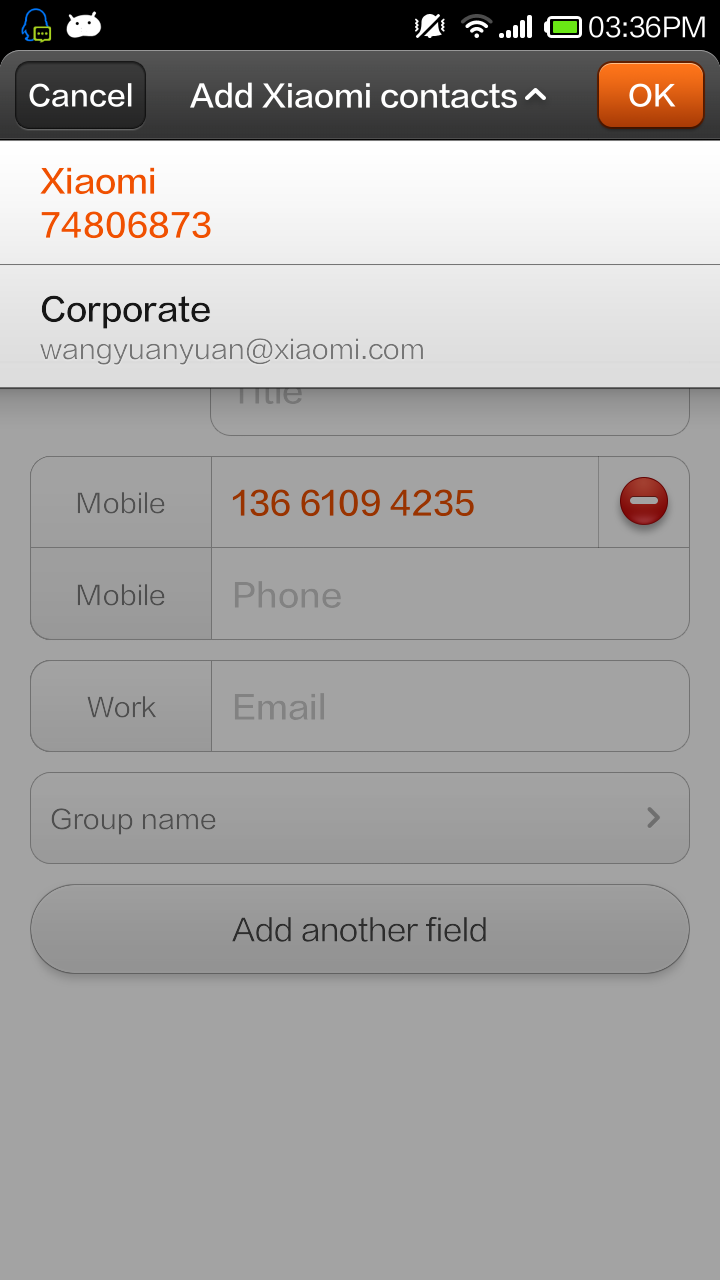 03:36PM
Cancel
Add Xiaomi contacts
OK
Xiaomi
74806873
Corporate
wangyuanyuan@xiaomi.com
Title
Mobile
136 6109 4235
Mobile
Phone
Work
Email
Group name
Add another field